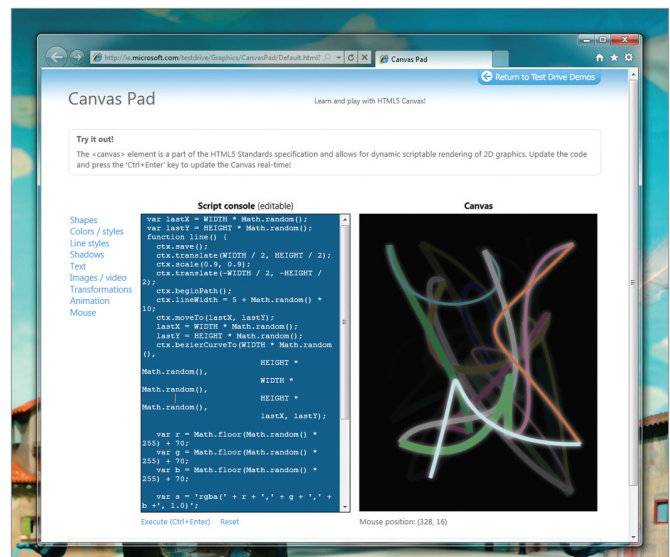 http://ie.microsoft.com/testdrive/Graphics/CanvasPad/Default.html
Canvas Pad
Return to Test Drive Demos
Canvas Pad
Learn and play with HTML5 Canvas!
Try it out!
The <canvas> element is a part of the HTML5 Standards specification and allows for dynamic scriptable rendering of 2D graphics. Update the code
and press the 'Ctrl+Enter' key to update the Canvas real-time!
Script console (editable)
Canvas
Shapes
Colors / styles
Line styles
Shadows
Text
Images / video
Transformations
Animation
Mouse
var lastX = WIDTH * Math.random();
var lastY = HEIGHT * Math.random();
function line() {
ctx.save();
ctx.translate(WIDTH / 2, HEIGHT / 2);
ctx.scale(0.9, 0.9);
ctx.translate(-WIDTH / 2, -HEIGHT /
2);
ctx.beginPath();
ctx.lineWidth = 5 + Math.random() *
10;
ctx.moveTo(lastX, lastY);
lastX = WIDTH * Math.random();
lastY = HEIGHT * Math.random();
ctx.bezierCurveTo(WIDTH * Math.random
(),
HEIGHT *
Math.random(),
WIDTH *
Math.random(),
HEIGHT *
Math.random(),
lastX, lastY);
var r = Math.floor(Math.random() *
255) + 70;
var g = Math.floor(Math.random() *
255) + 70;
var b = Math.floor(Math.random() *
255) + 70;
var s = 'rgba(' + r + ',' + g + ',' +
b +', 1.0)';
Execute (Ctrl+Enter)
Reset
Mouse position: (328, 16)